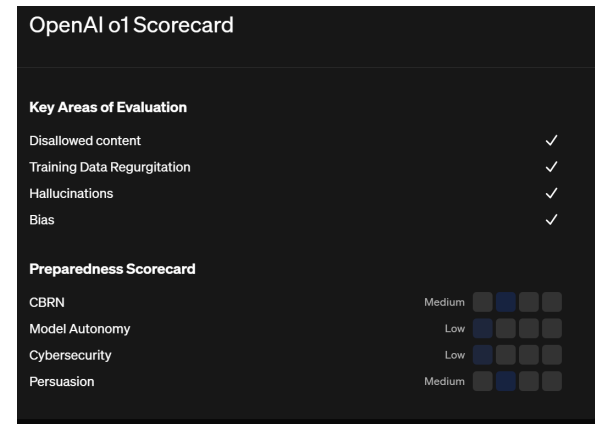 OpenAI o1 Scorecard
Key Areas of Evaluation
Disallowed content
Training Data Regurgitation
Hallucinations
Bias
Preparedness Scorecard
CBRN Medium
Model Autonomy Low
Cybersecurity Low
Persuasion Medium